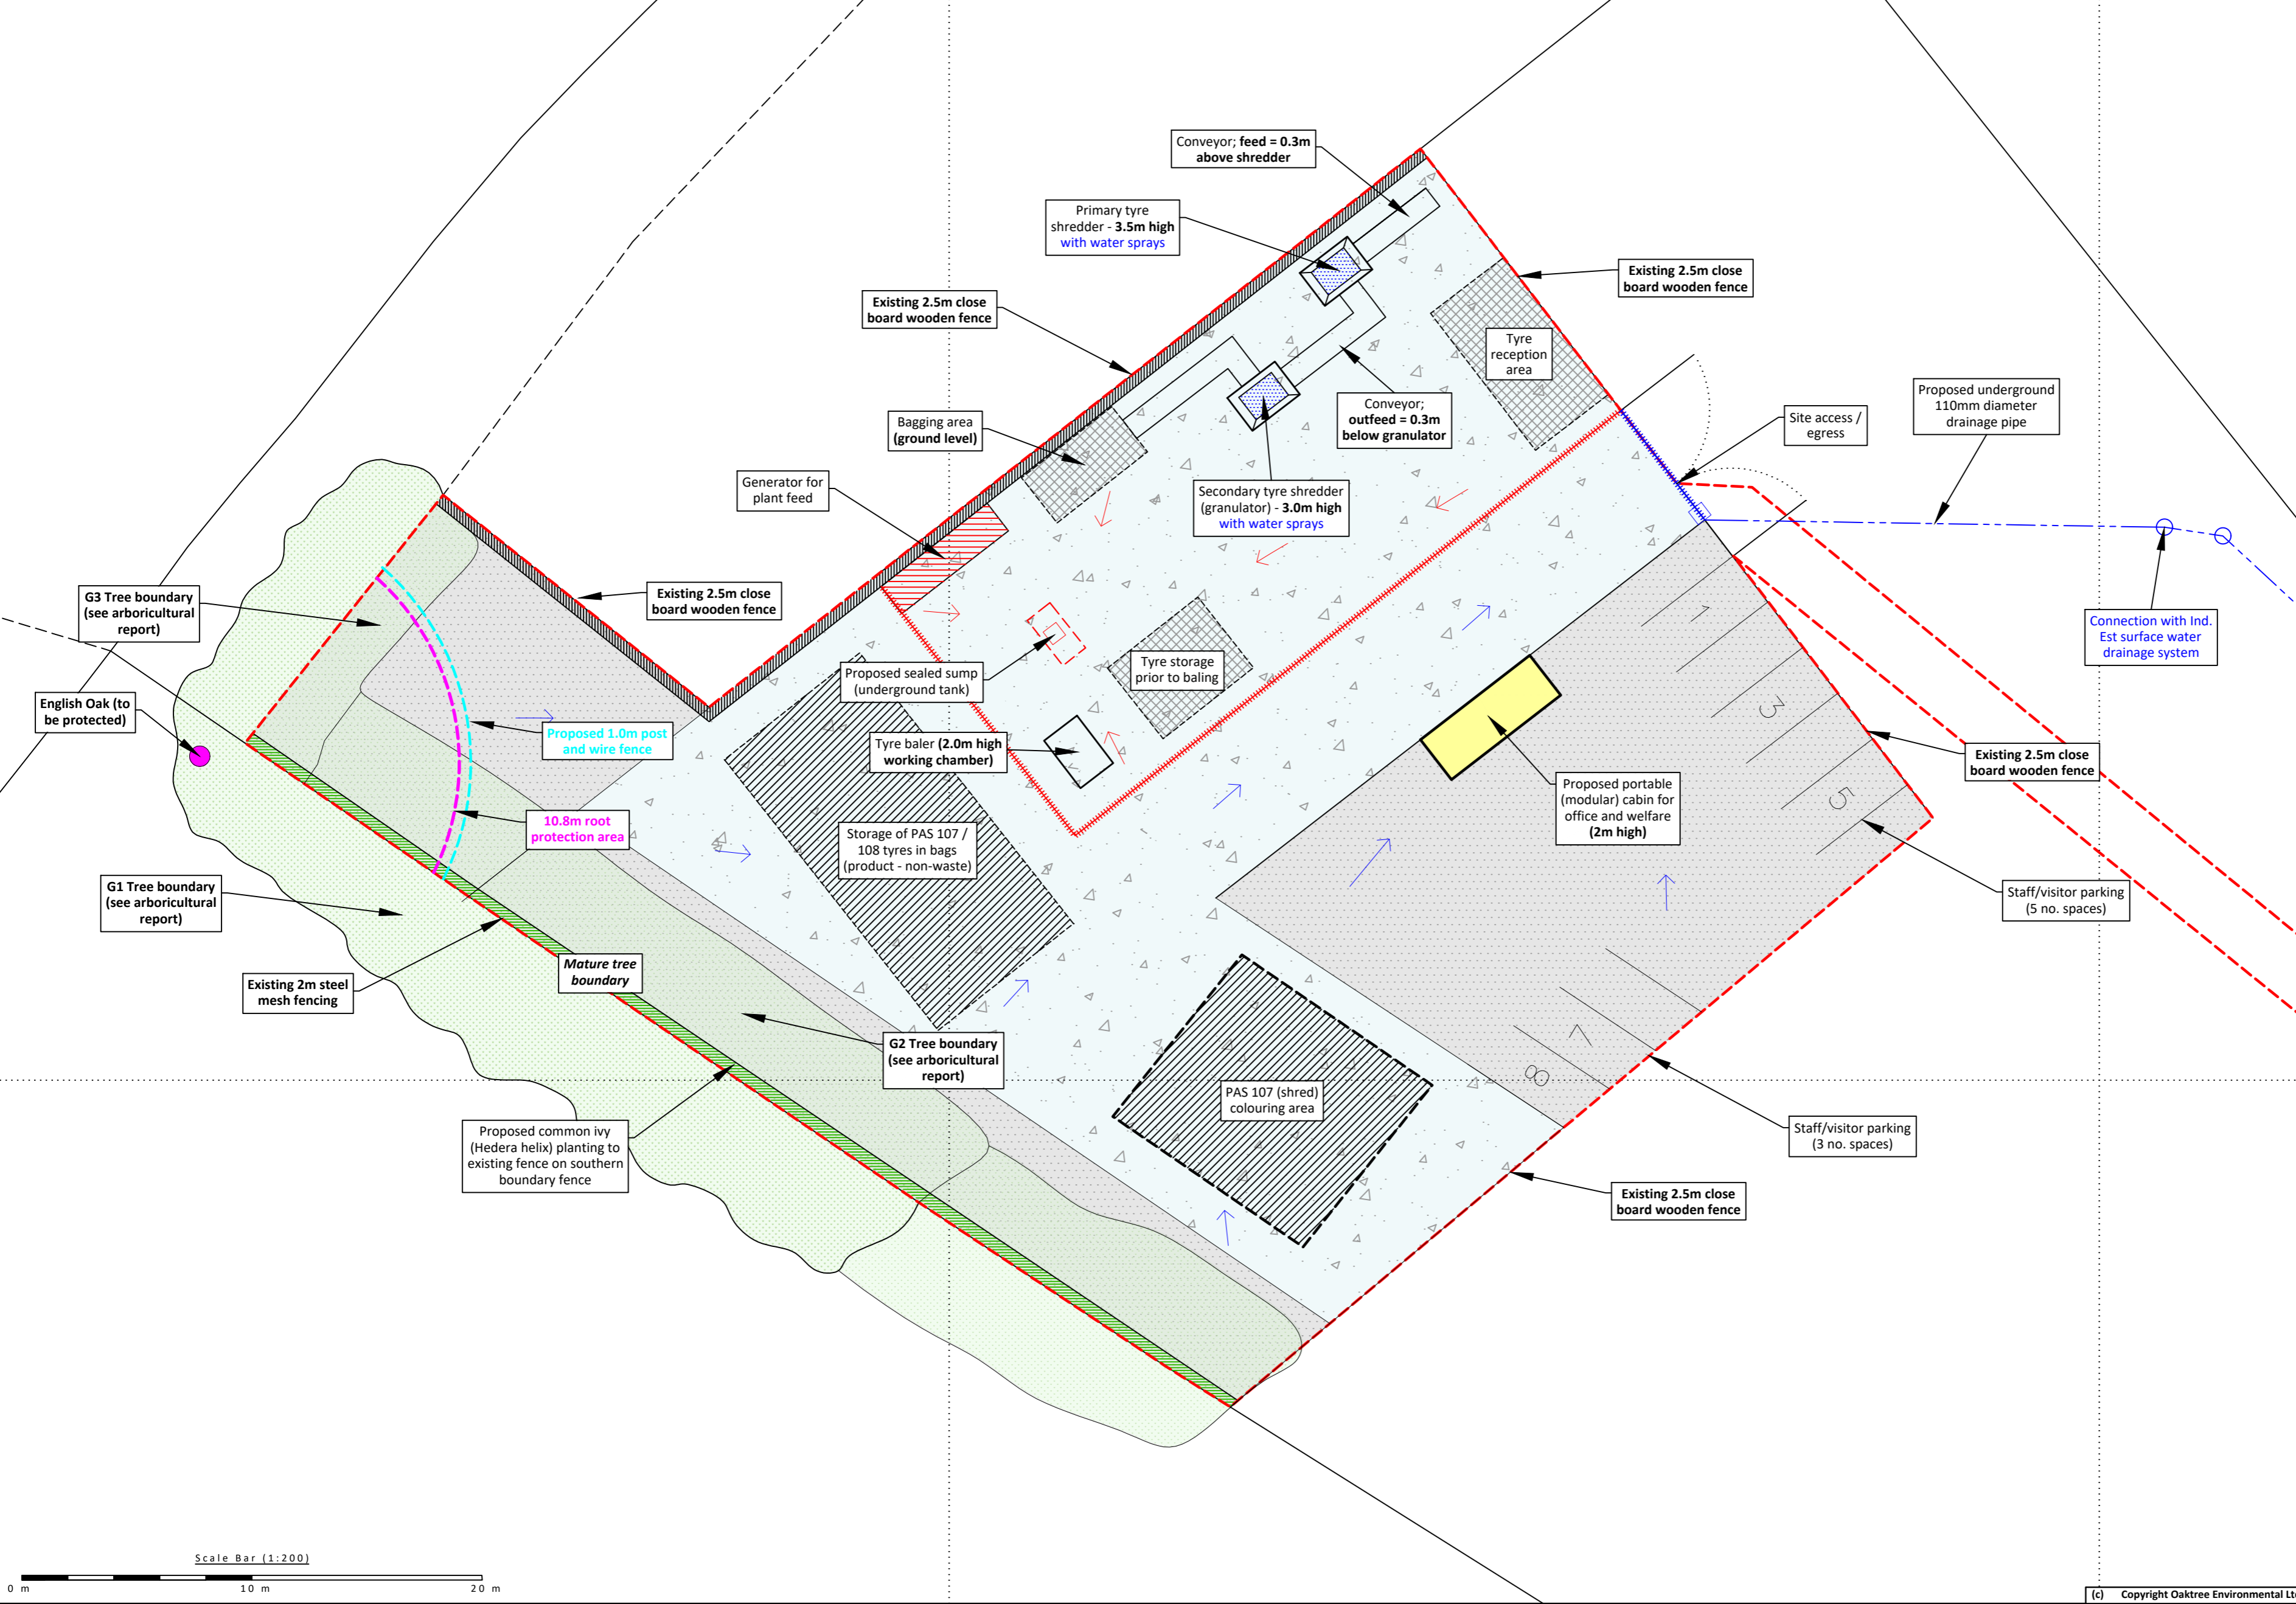 Conveyor; feed = 0.3m
above shredder
Primary tyre
shredder - 3.5m high
with water sprays
Existing 2.5m close
board wooden fence
Existing 2.5m close
board wooden fence
Tyre
reception
area
Conveyor;
outfeed = 0.3m
below granulator
Proposed underground
110mm diameter
drainage pipe
Site access /
egress
Bagging area
(ground level)
Generator for
plant feed
Secondary tyre shredder
(granulator) - 3.0m high
with water sprays
G3 Tree boundary
(see arboricultural
report)
Existing 2.5m close
board wooden fence
Connection with Ind.
Est surface water
drainage system
1
Proposed sealed sump
(underground tank)
Tyre storage
prior to baling
English Oak (to
be protected)
3
Proposed 1.0m post
and wire fence
Tyre baler (2.0m high
working chamber)
Existing 2.5m close
board wooden fence
Proposed portable
(modular) cabin for
office and welfare
(2m high)
5
10.8m root
protection area
Storage of PAS 107 /
108 tyres in bags
(product - non-waste)
G1 Tree boundary
(see arboricultural
report)
Staff/visitor parking
(5 no. spaces)
Mature tree
boundary
Existing 2m steel
mesh fencing
G2 Tree boundary
(see arboricultural
report)
8
PAS 107 (shred)
colouring area
Proposed common ivy
(Hedera helix) planting to
existing fence on southern
boundary fence
Staff/visitor parking
(3 no. spaces)
Existing 2.5m close
board wooden fence
Scale Bar (1:200)
0 m
10 m
20 m
(c) Copyright Oaktree Environmental